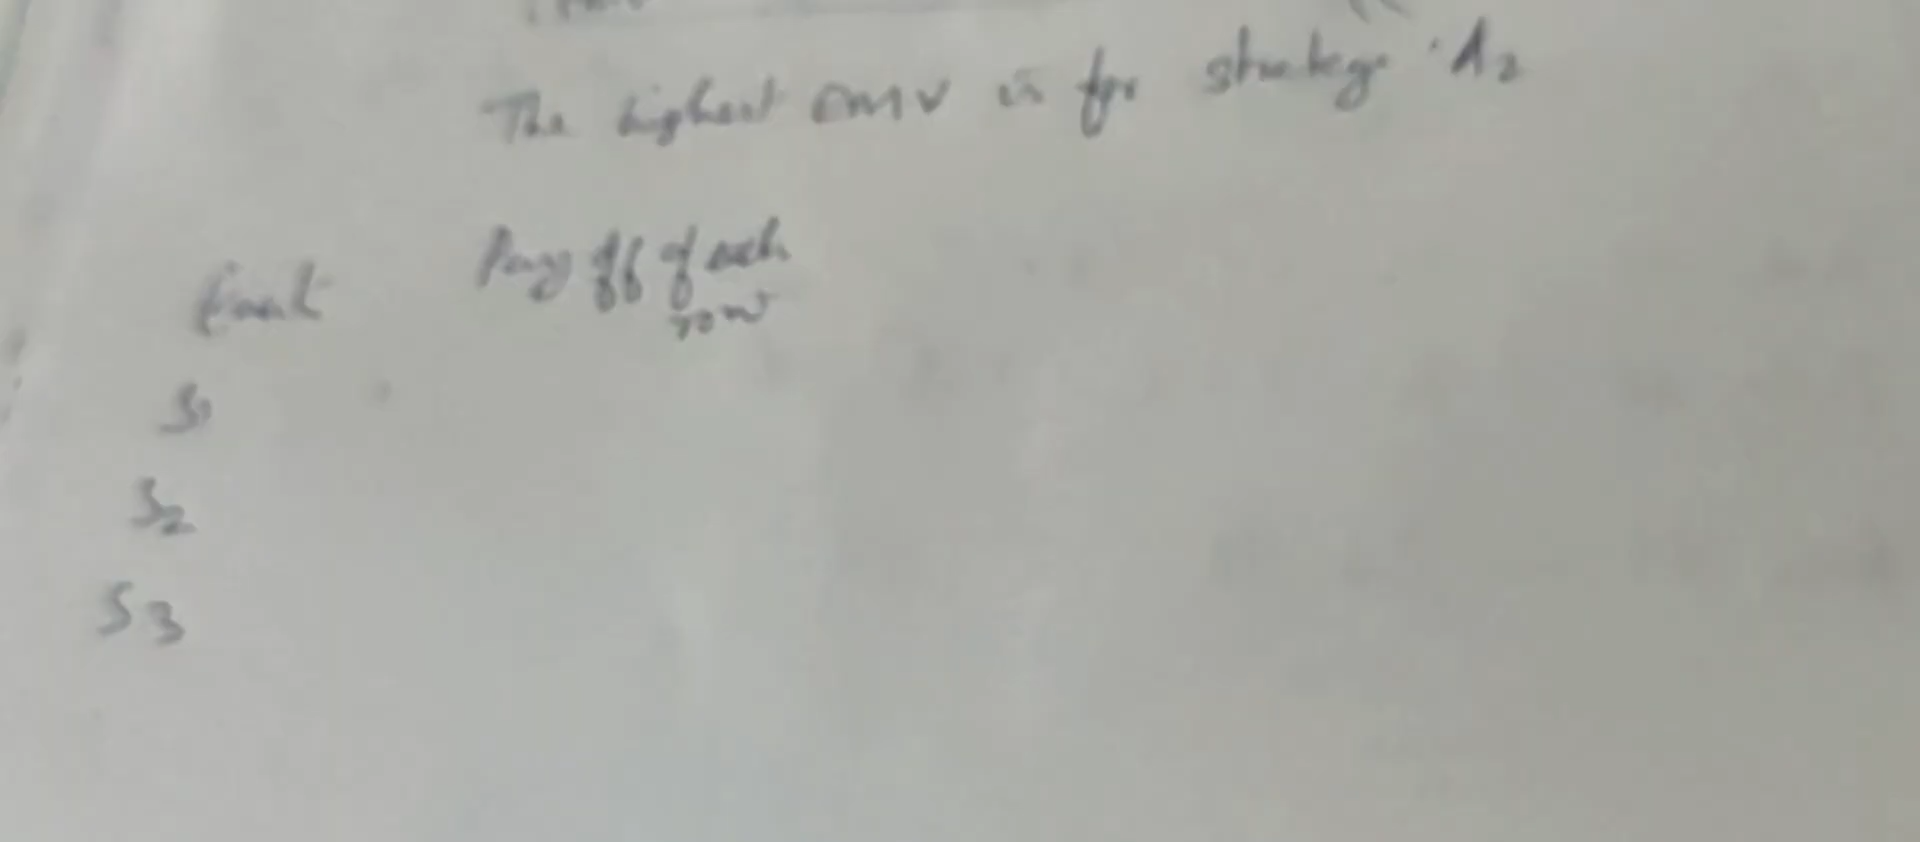 The highest EMV is for strategy A2
Event Pay off of each
row
S1
S2
S3